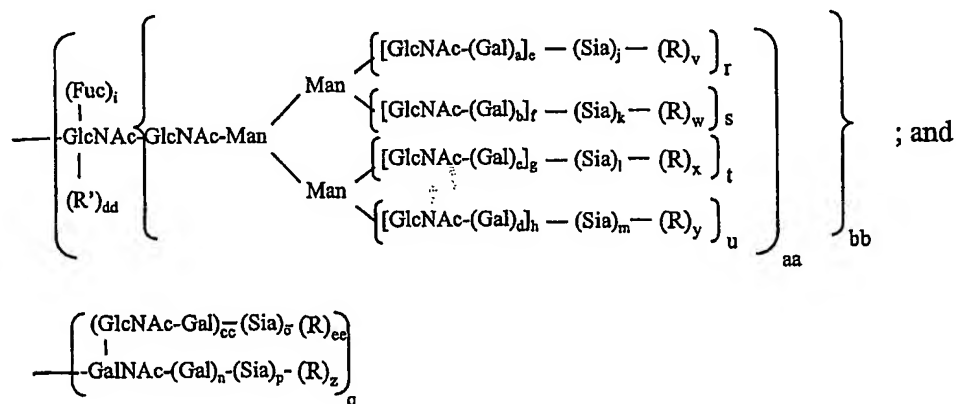 [GlcNAc-(Gal)a]e — (Sia)j — (R)v r
Man
(Fuc)i
[GlcNAc-(Gal)b]f — (Sia)k — (R)w s
GlcNAc-GlcNAc-Man
; and
[GlcNAc-(Gal)c]g — (Sia)l — (R)x t
Man
(R')dd
[GlcNAc-(Gal)d]h — (Sia)m — (R)y u
aa
bb
(GlcNAc-Gal)cc-(Sia)o-(R)ee
GalNAc-(Gal)n-(Sia)p-(R)z
q